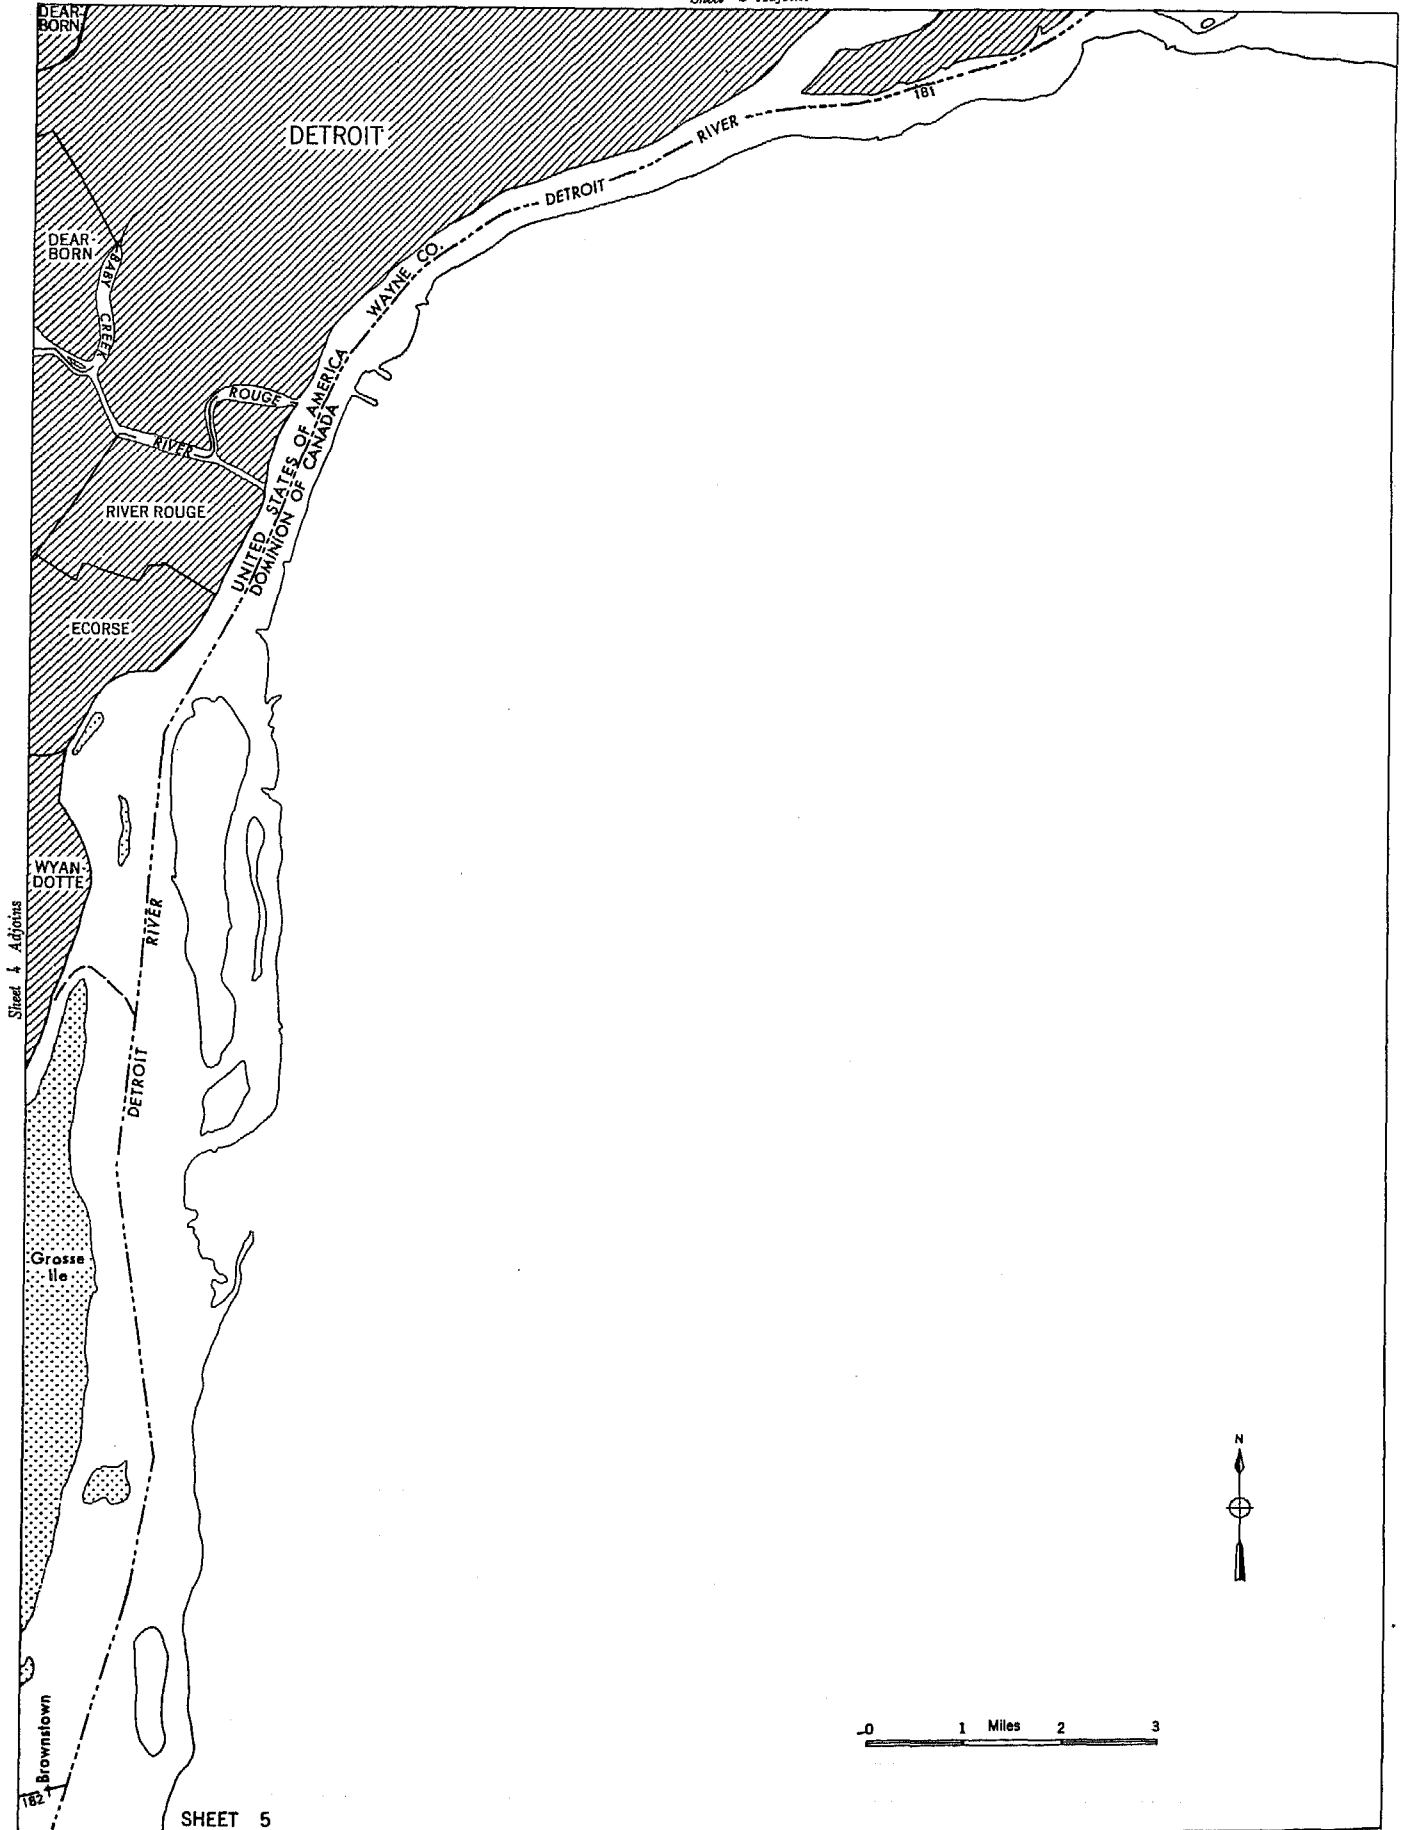 DEAR-
BORN
DETROIT
181
RIVER
DETROIT
WAYNE CO.
DEAR-
BORN
BABY CREEK
ROUGE
RIVER
UNITED STATES OF AMERICA
DOMINION OF CANADA
RIVER ROUGE
ECORSE
WYAN-
DOTTE
RIVER
DETROIT
Sheet 4 Adjoins
Grosse
Ile
N
0 1 Miles 2 3
Brownstown
182
SHEET 5